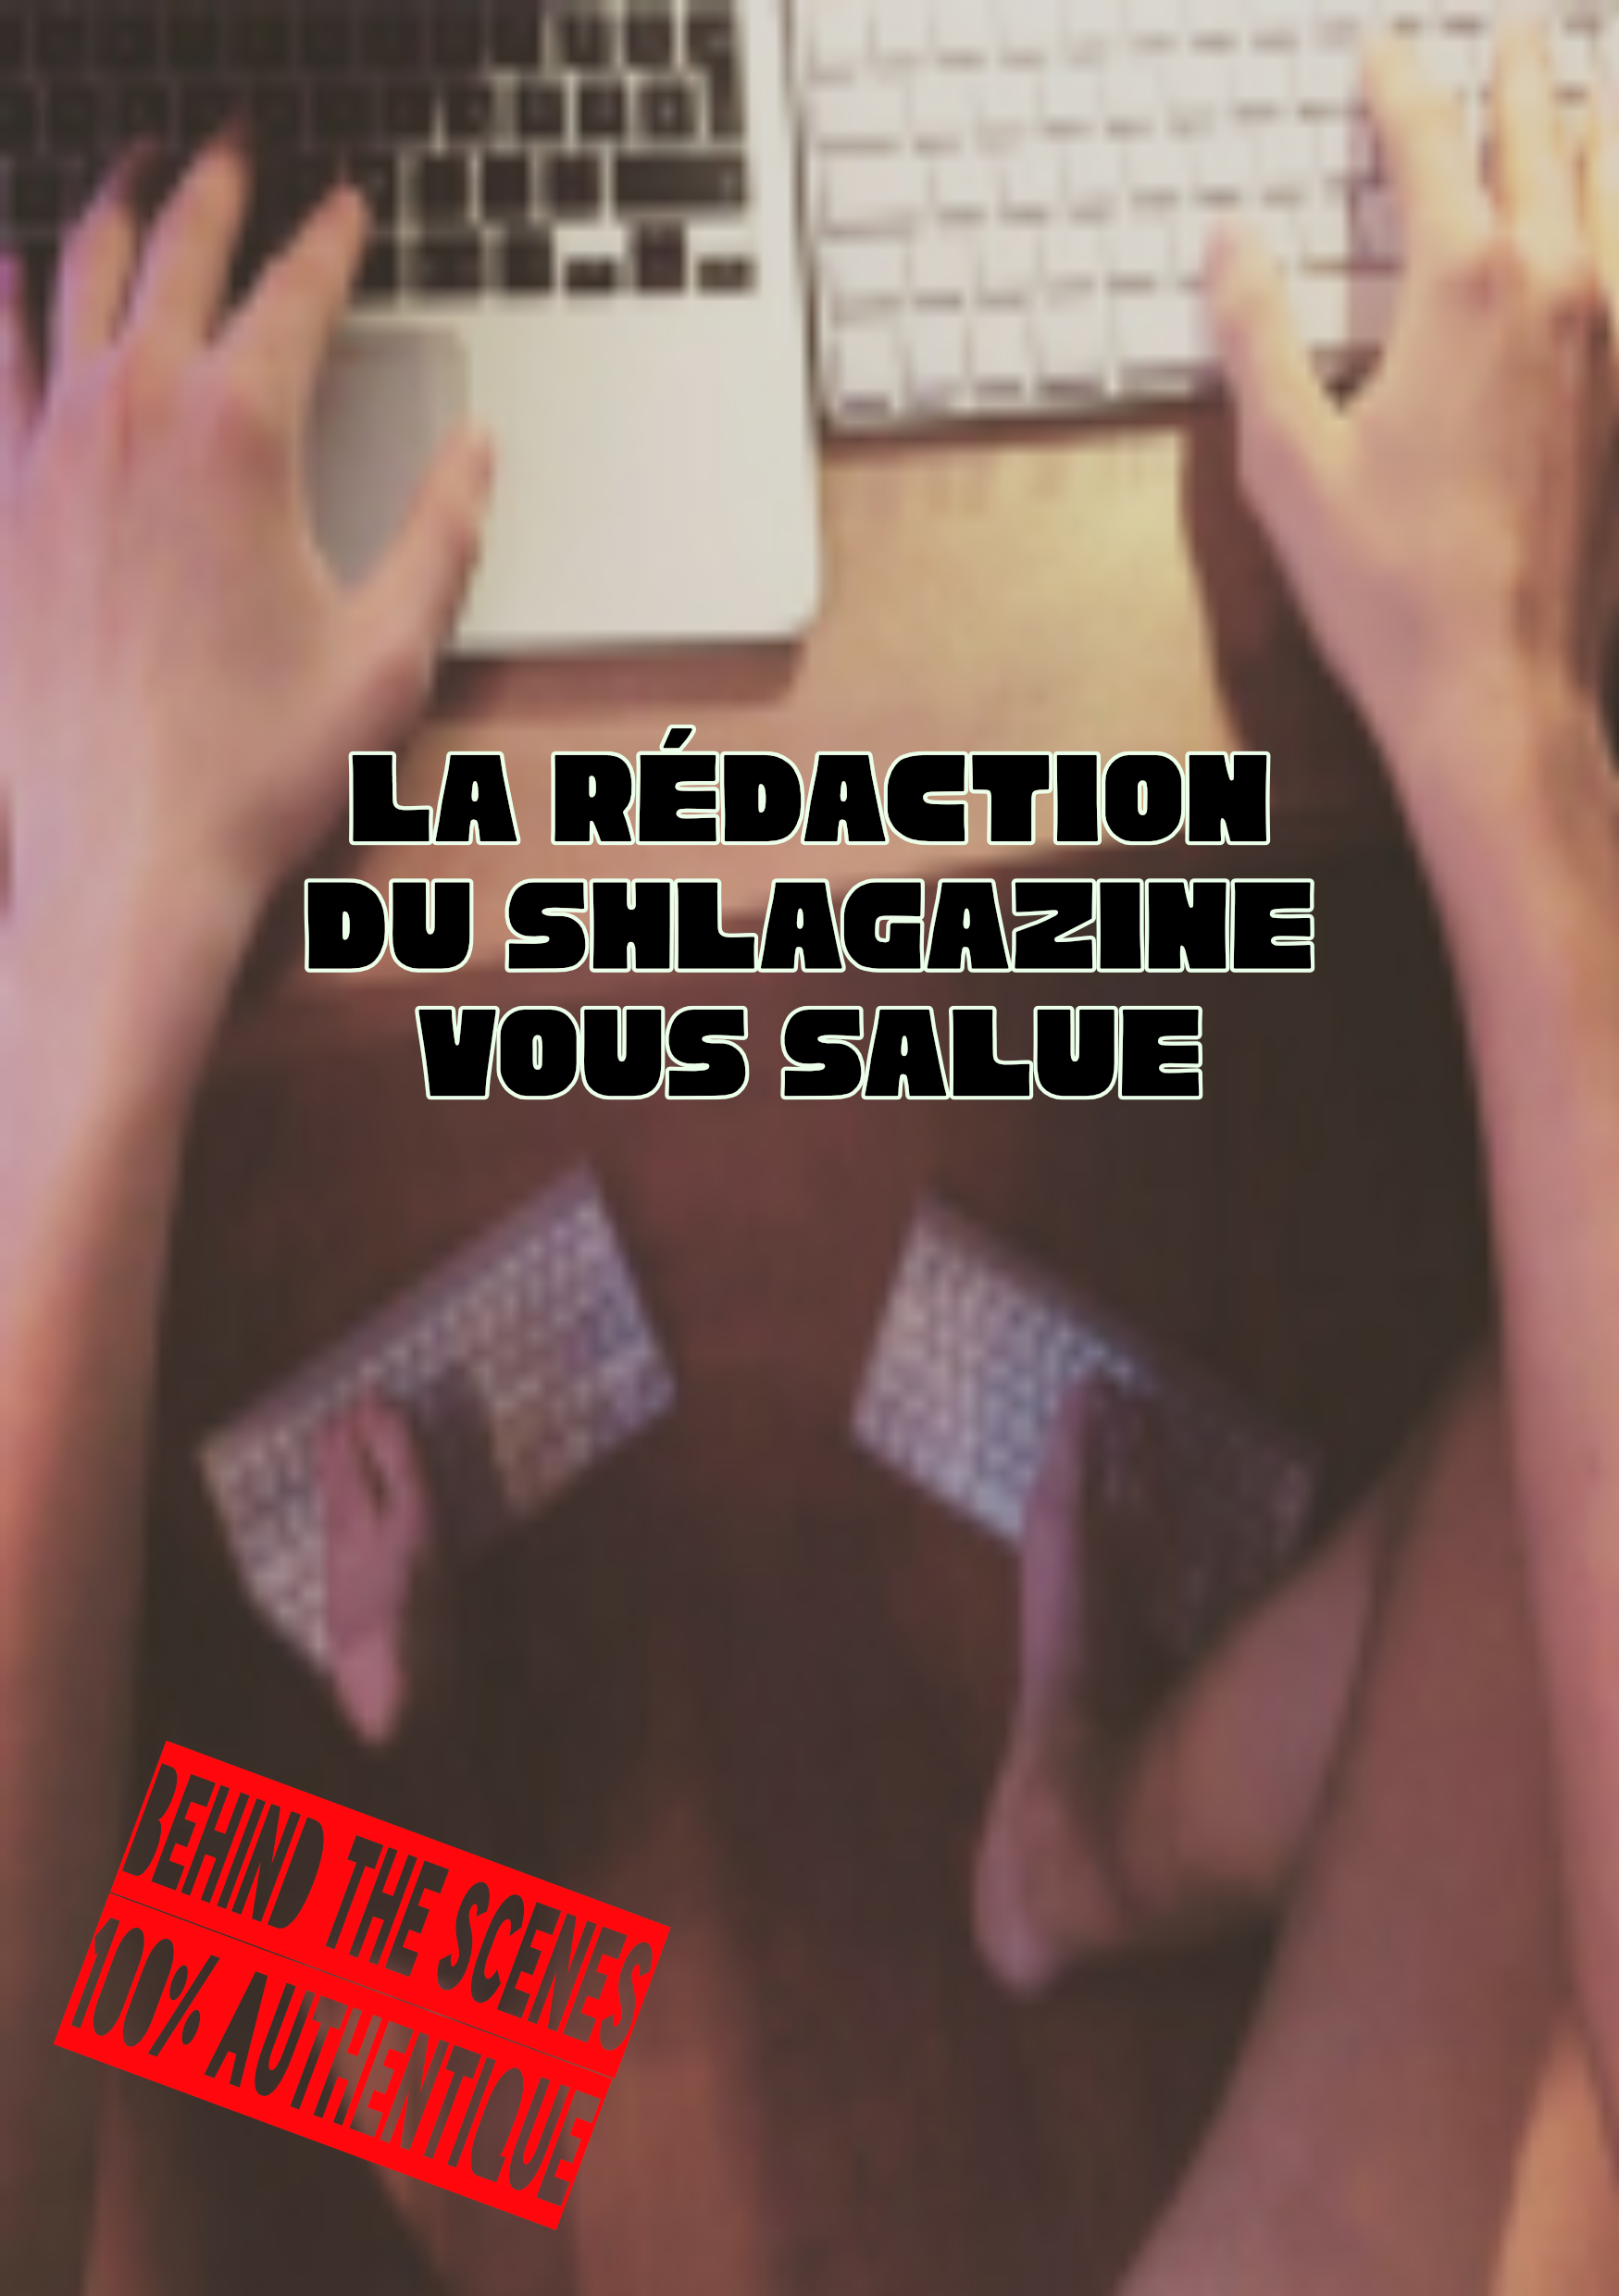 LA RÉDACTION
DU SHLAGAZINE
VOUS SALUE
BEHIND THE SCENES
100% AUTHENTIQUE